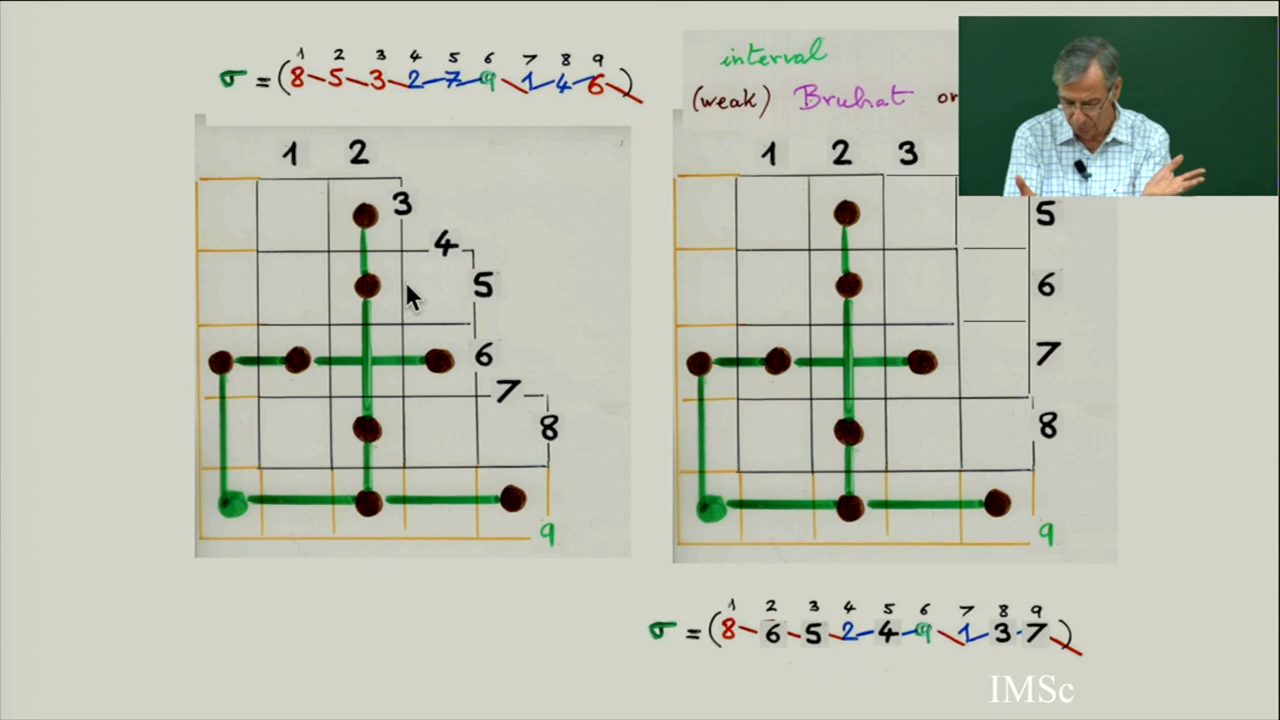 1 2 3 4 5 6 7 8 9
σ = (8 5 3 2 7 9 1 4 6)
interval
(weak) Bruhat or
1 2
3
4
5
6
7
8
9
1 2 3
5
6
7
8
9
1 2 3 4 5 6 7 8 9
σ = (8 6 5 2 4 9 1 3 7)
IMSc